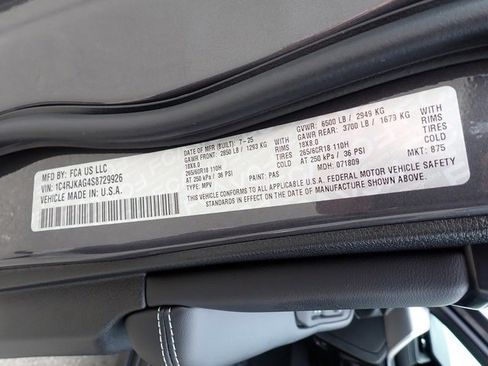 MFD BY: FCA US LLC
VIN: 1C4RJKAG4S8729926
VEHICLE MADE IN: U.S.A.
DATE OF MFR (BUILT): 7-25
GAWR FRONT: 2850 LB / 1293 KG
18X8.0
265/60R18 110H
AT 250 kPa / 36 PSI
TYPE: MPV
PAINT: PAS
WITH
RIMS
TIRES
COLD
GVWR: 6500 LB / 2949 KG
GAWR REAR: 3700 LB / 1679 KG
18X8.0
265/60R18 110H
AT 250 kPa / 36 PSI
MDH: 071809
WITH
RIMS
TIRES
COLD
MKT: B75
THIS VEHICLE CONFORMS TO ALL APPLICABLE U.S.A. FEDERAL MOTOR VEHICLE SAFETY
STANDARDS IN EFFECT ON THE DATE OF MANUFACTURE SHOWN ABOVE.